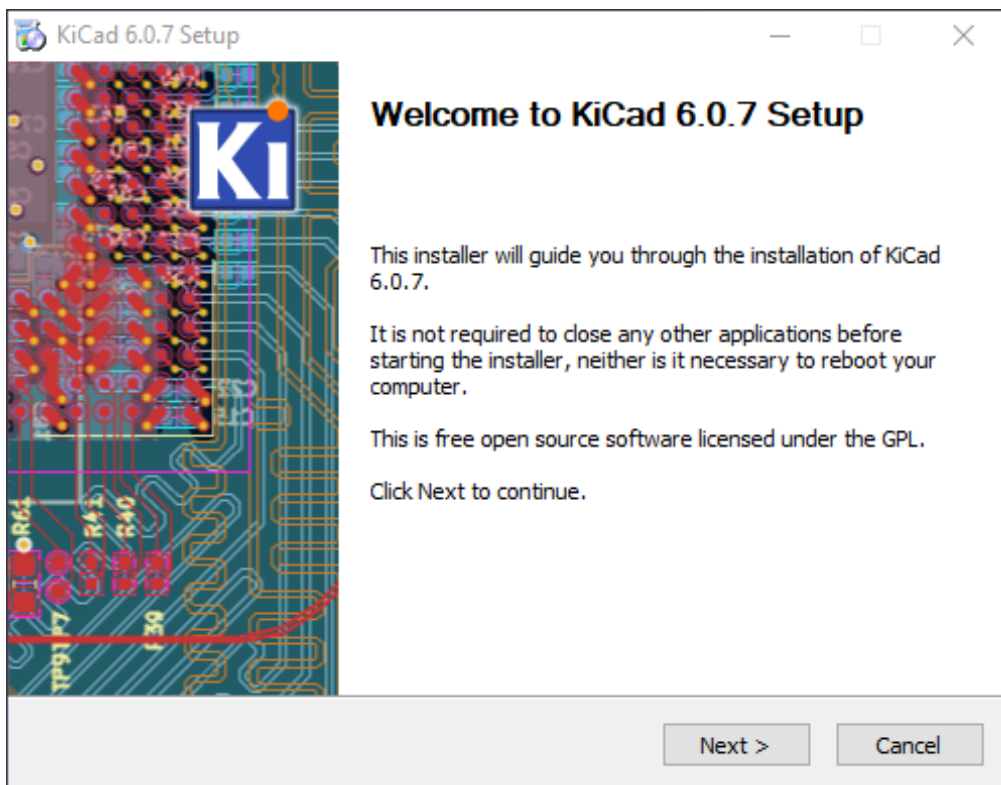 KiCad 6.0.7 Setup
Ki
Welcome to KiCad 6.0.7 Setup
This installer will guide you through the installation of KiCad
6.0.7.
It is not required to close any other applications before
starting the installer, neither is it necessary to reboot your
computer.
This is free open source software licensed under the GPL.
Click Next to continue.
R41
R40
Next >
Cancel